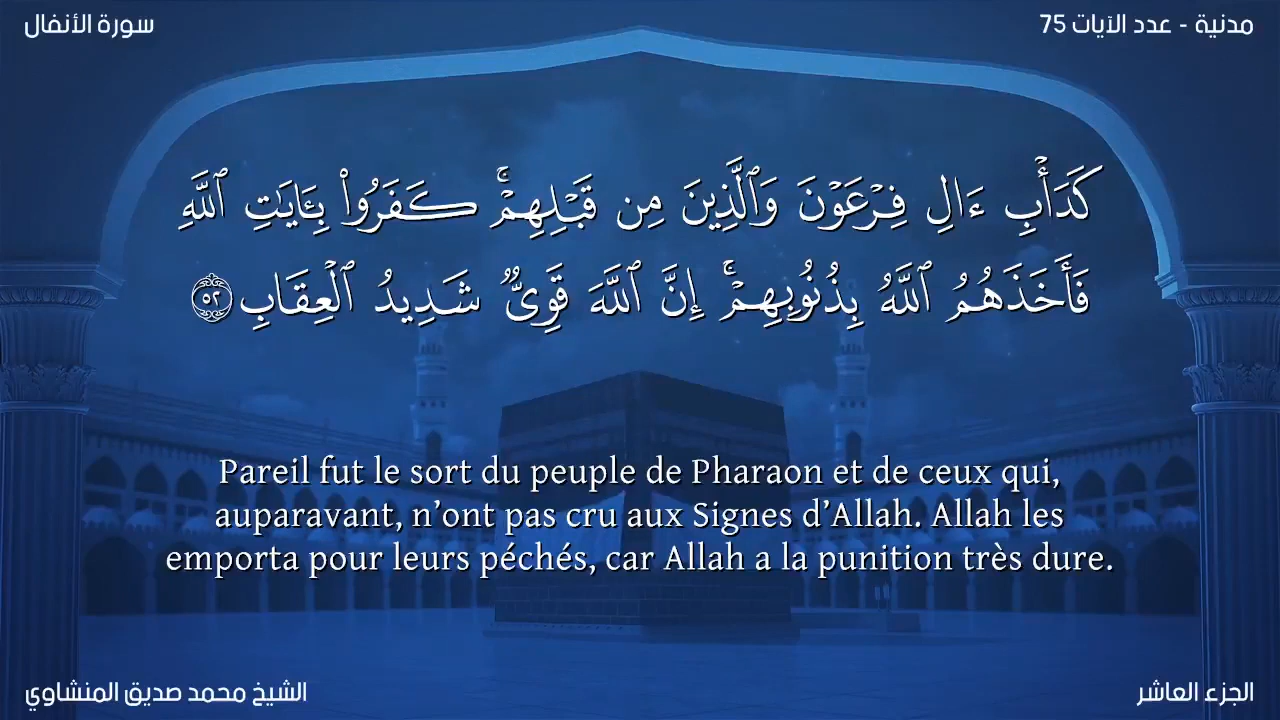 سورة الأنفال
مدنية - عدد الآيات 75
كَدَأۡبِ ءَالِ فِرۡعَوۡنَ وَٱلَّذِينَ مِن قَبۡلِهِمۡۚ كَفَرُواْ بِـَٔايَٰتِ ٱللَّهِ
فَأَخَذَهُمُ ٱللَّهُ بِذُنُوبِهِمۡۚ إِنَّ ٱللَّهَ قَوِيّٞ شَدِيدُ ٱلۡعِقَابِ ٥٢
Pareil fut le sort du peuple de Pharaon et de ceux qui,
auparavant, n’ont pas cru aux Signes d’Allah. Allah les
emporta pour leurs péchés, car Allah a la punition très dure.
الشيخ محمد صديق المنشاوي
الجزء العاشر